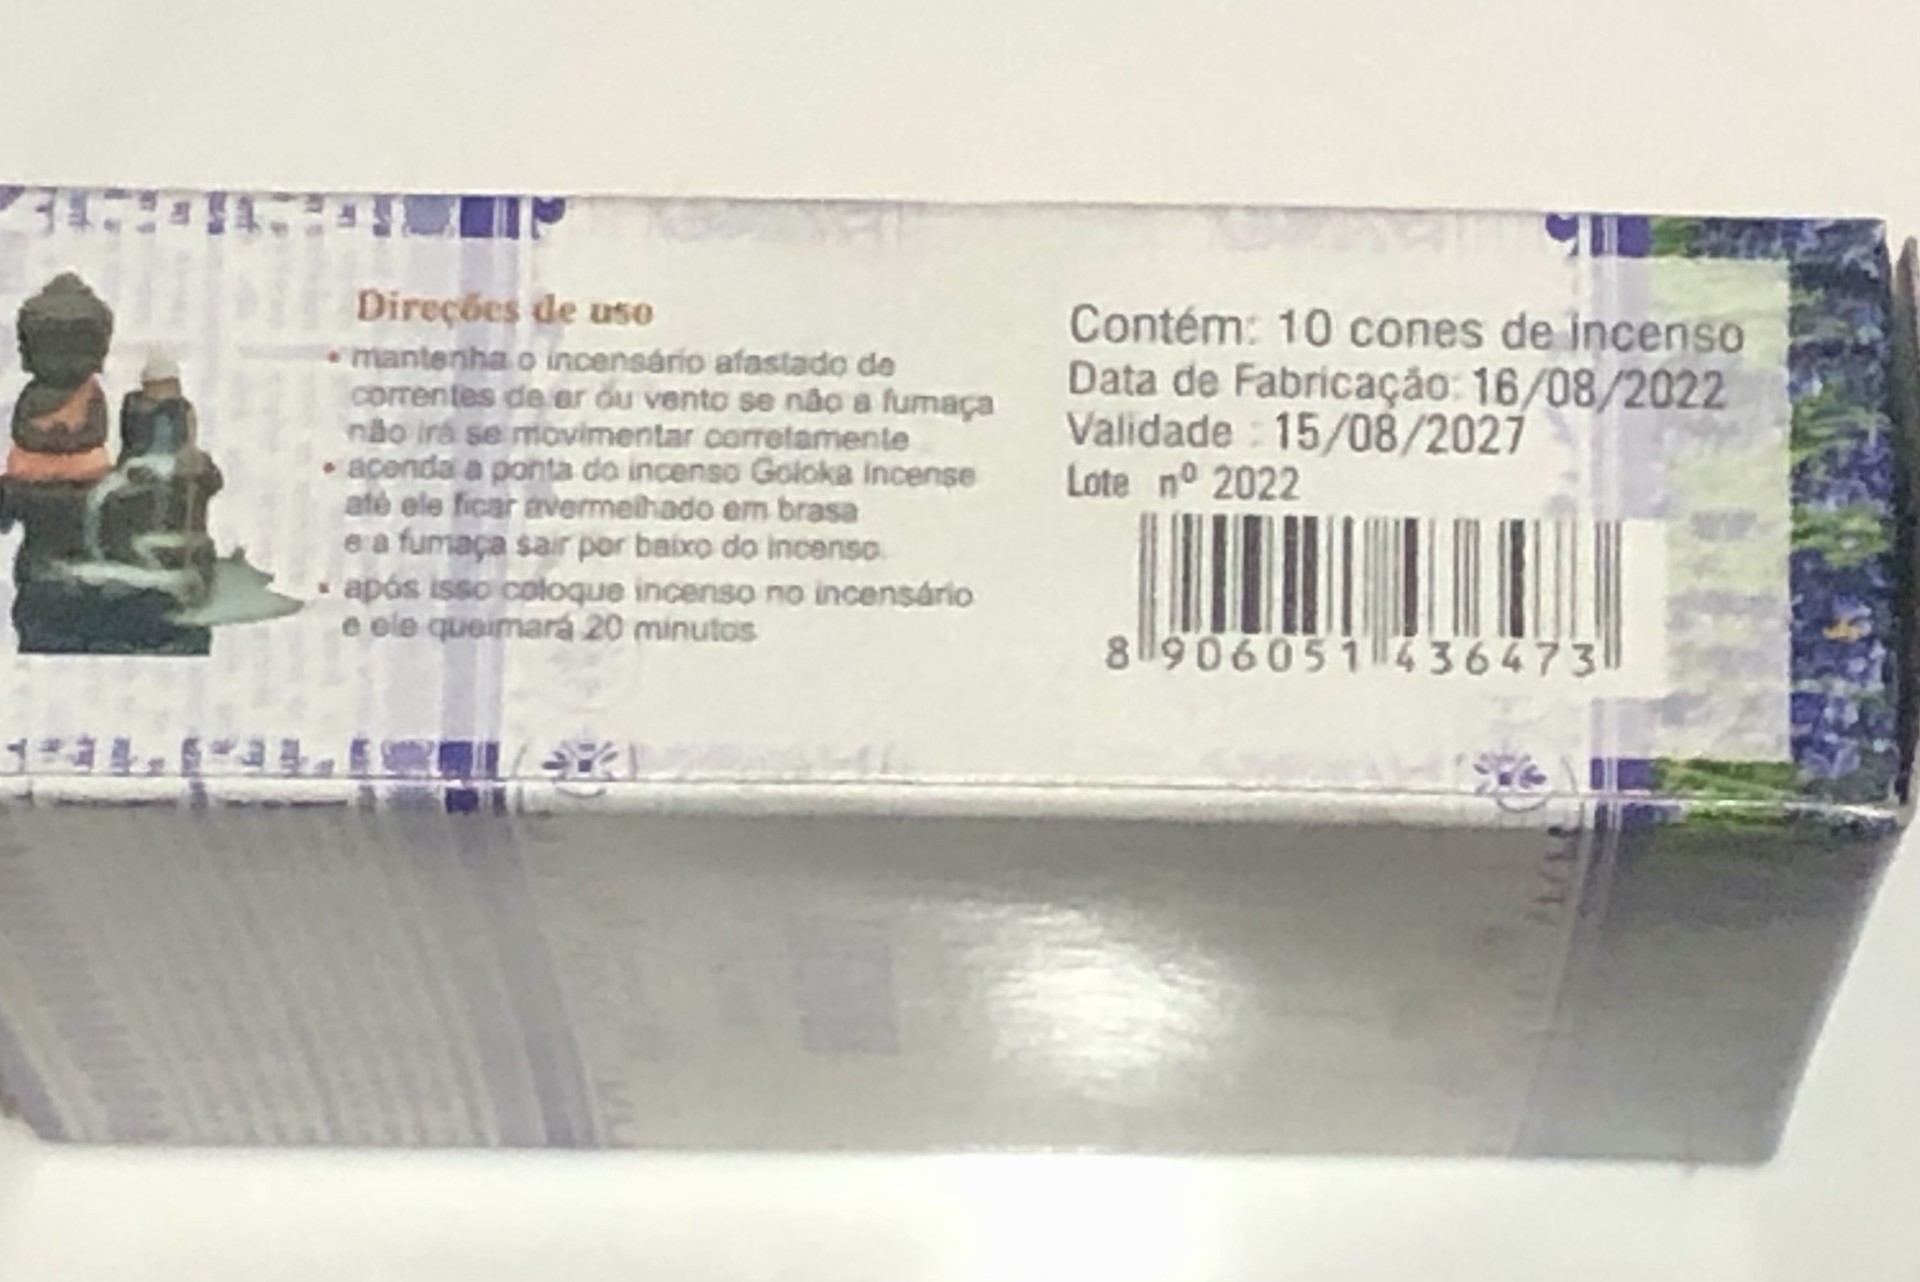 Direções de uso
• mantenha o incensário afastado de
correntes de ar ou vento se não a fumaça
não irá se movimentar corretamente
• acenda a ponta do incenso Goloka Incense
até ele ficar avermelhado em brasa
e a fumaça sair por baixo do incenso.
• após isso coloque incenso no incensário
e ele queimará 20 minutos
Contém: 10 cones de incenso
Data de Fabricação: 16/08/2022
Validade : 15/08/2027
Lote nº 2022
8 906051 436473